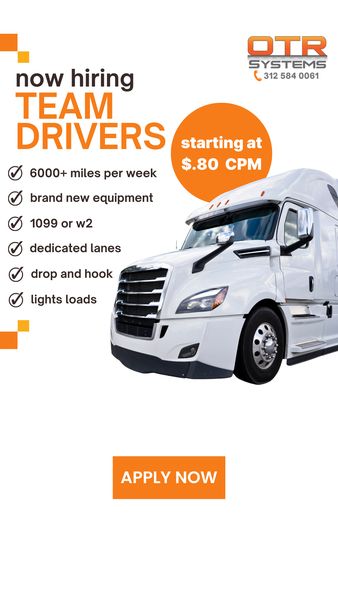 OTR
SYSTEMS
312 584 0061
now hiring
TEAM
DRIVERS
starting at
$.80 CPM
6000+ miles per week
brand new equipment
1099 or w2
dedicated lanes
drop and hook
lights loads
APPLY NOW